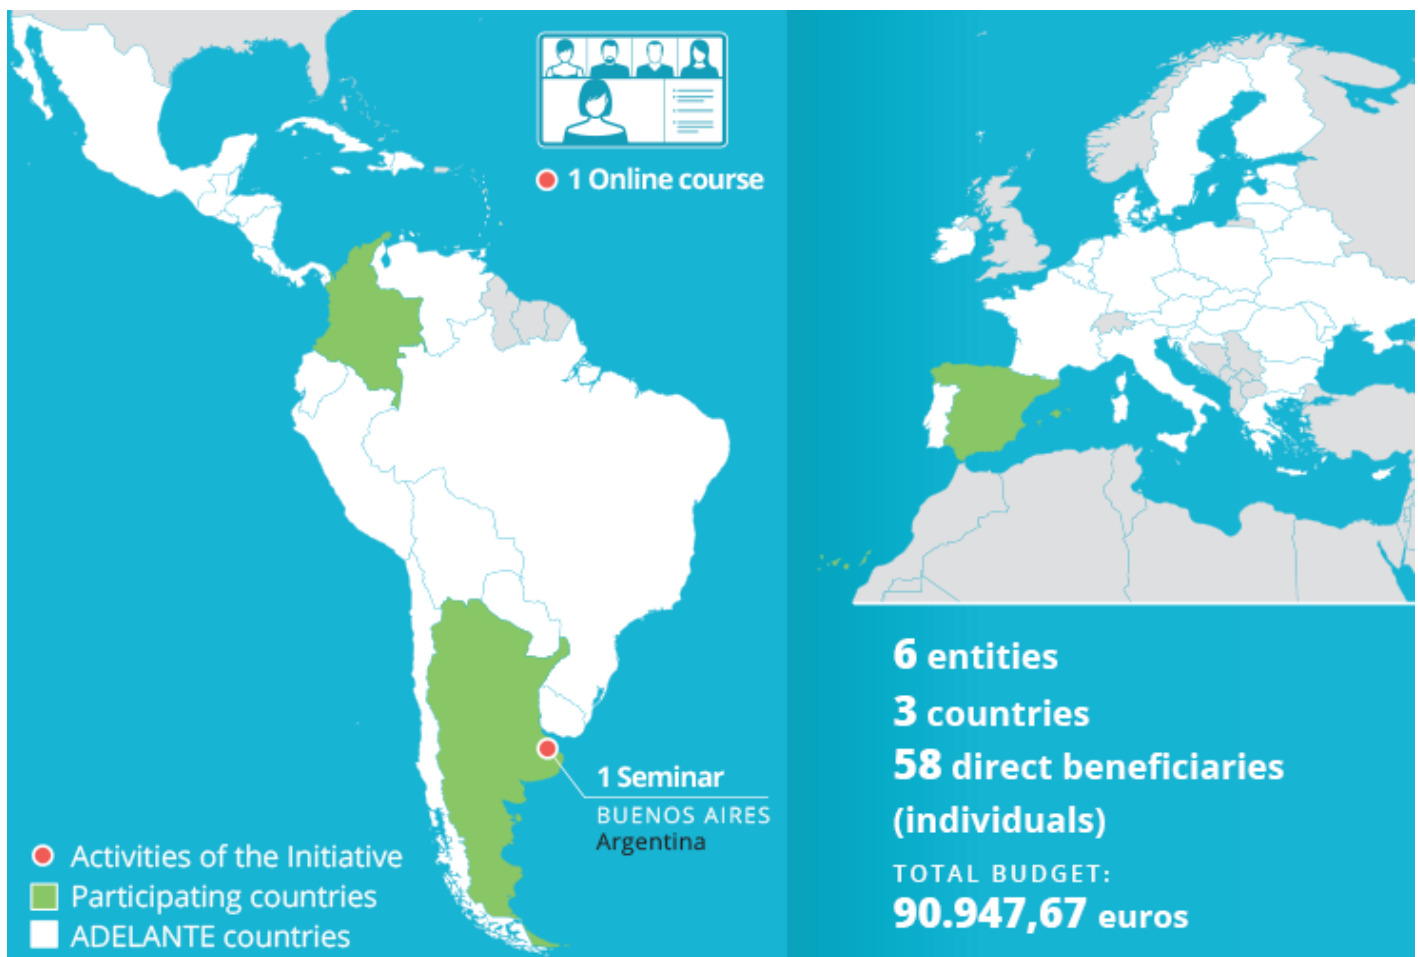 1 Online course
1 Seminar
BUENOS AIRES
Argentina
Activities of the Initiative
Participating countries
ADELANTE countries
6 entities
3 countries
58 direct beneficiaries
(individuals)
TOTAL BUDGET:
90.947,67 euros